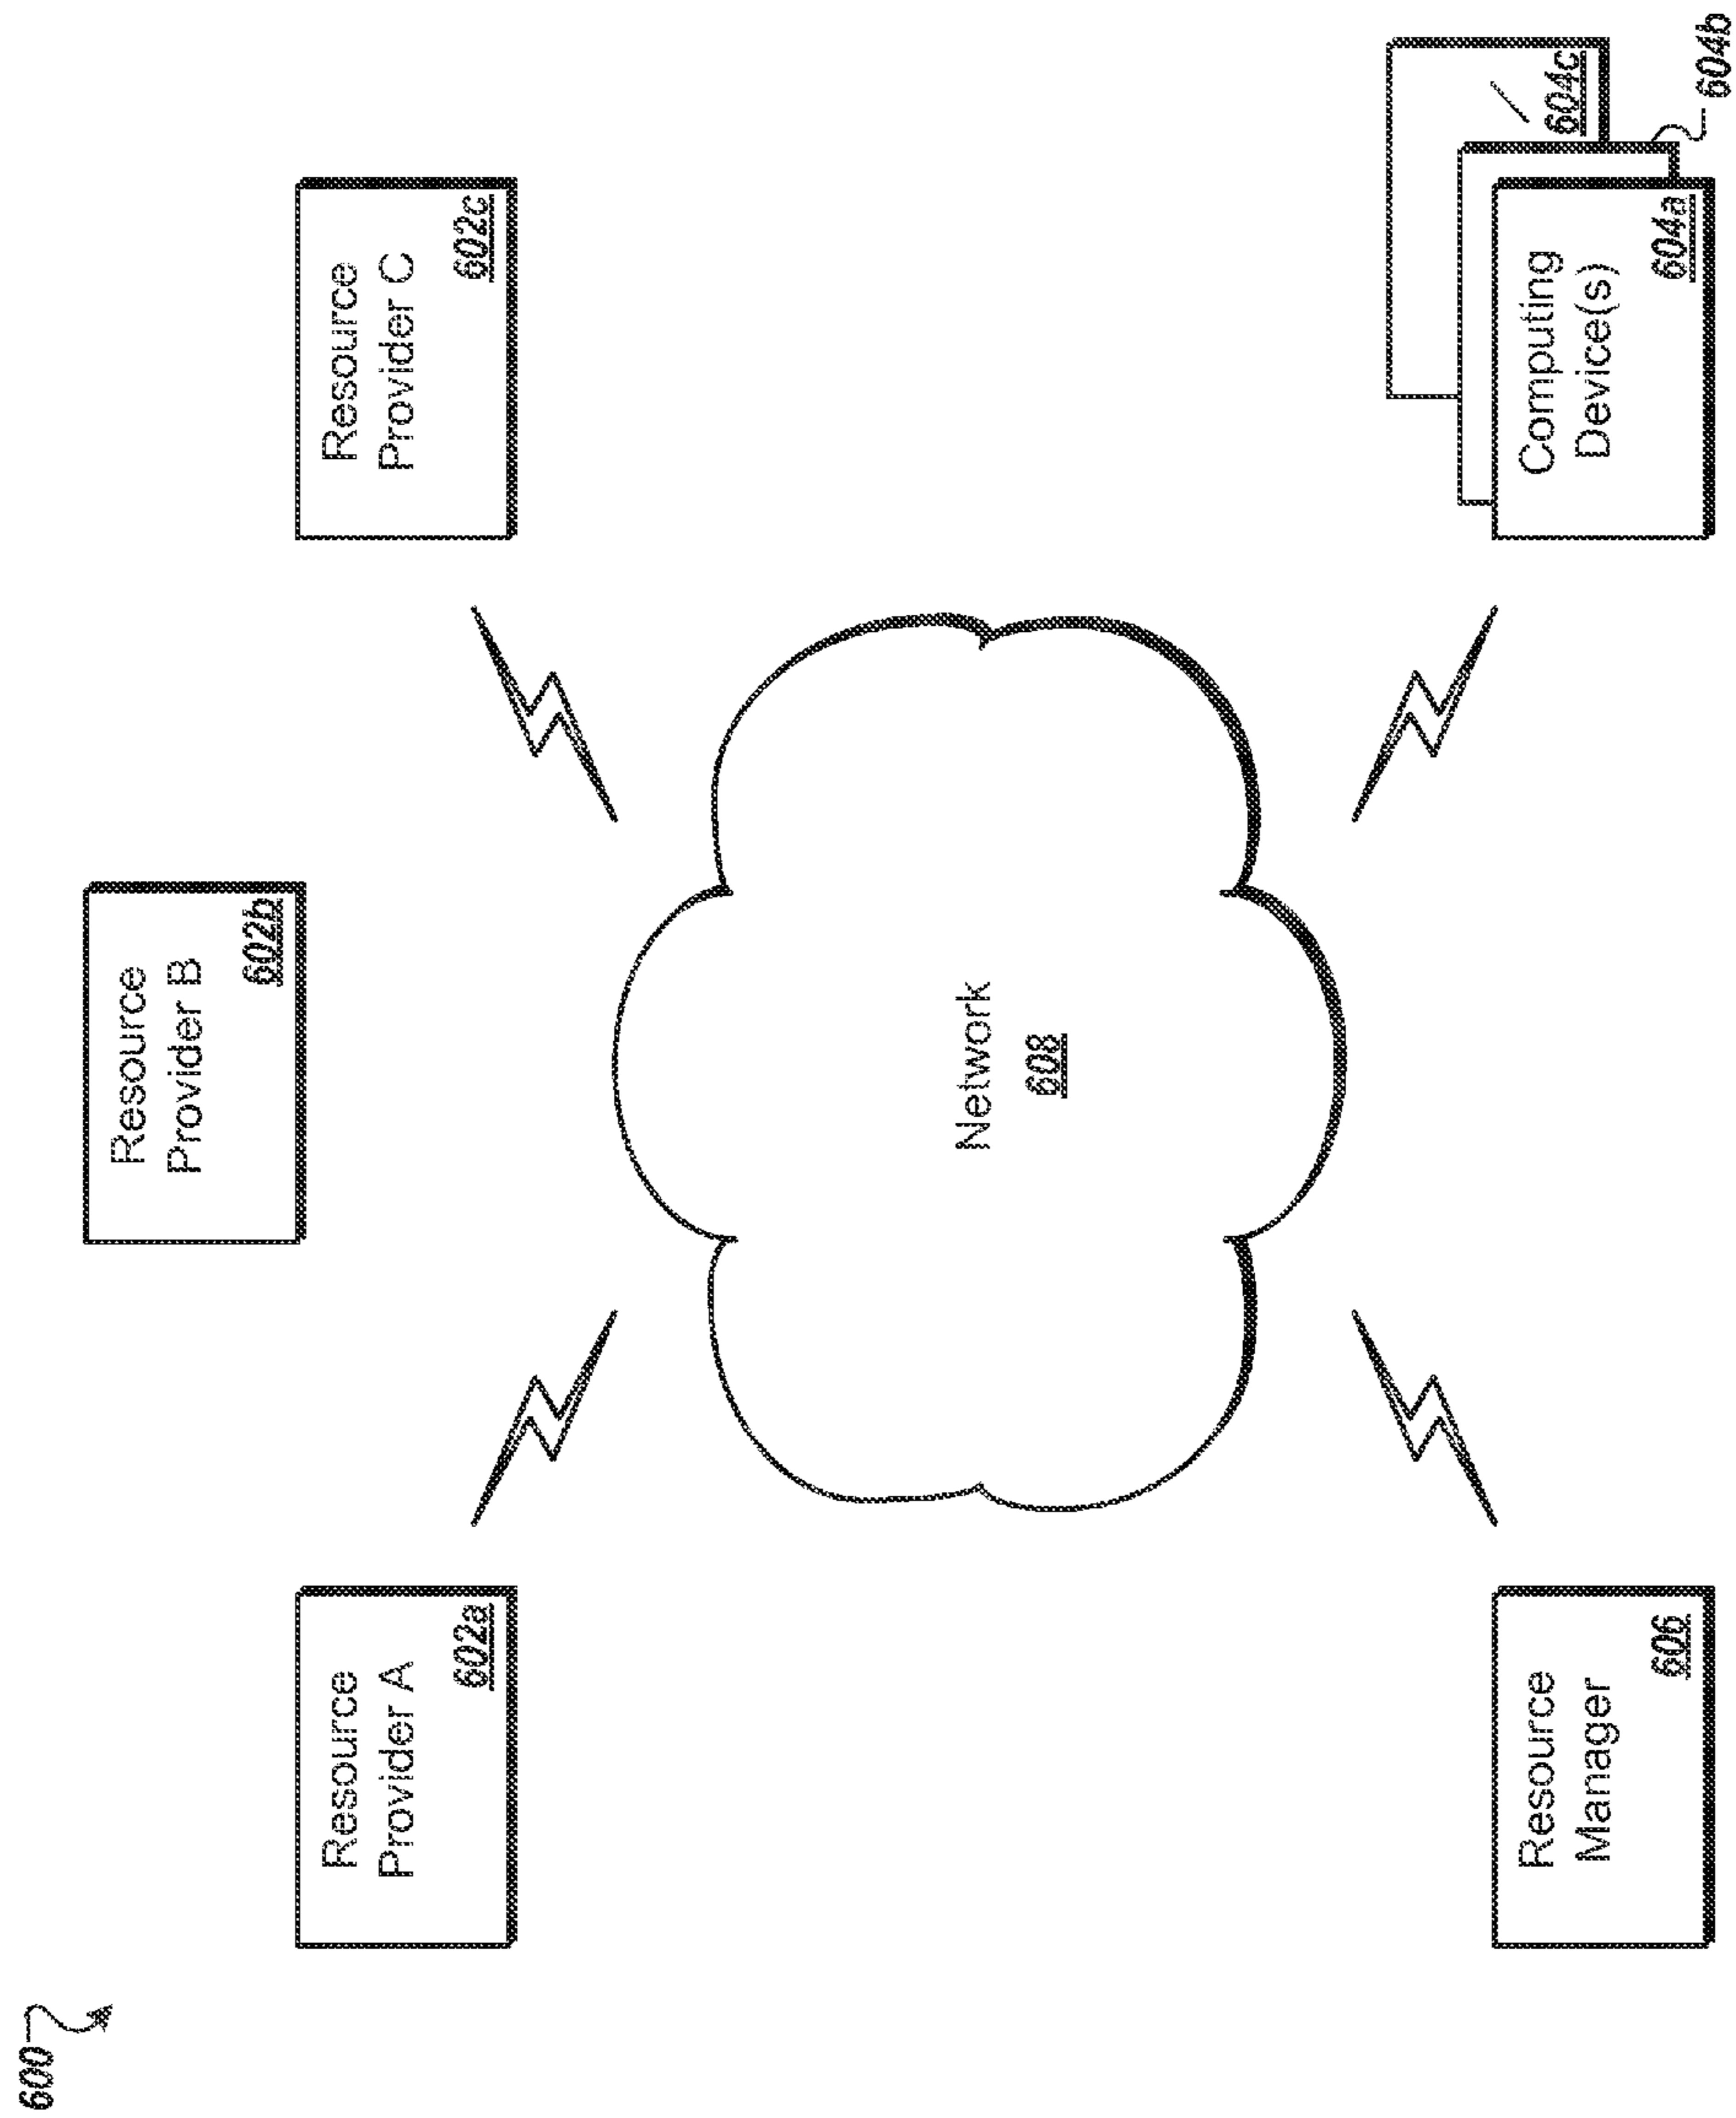 600
Resource
Provider B
602b
Resource
Provider A
602a
Resource
Provider C
602c
Network
608
Resource
Manager
606
Computing
Device(s)
604a
604b
604c